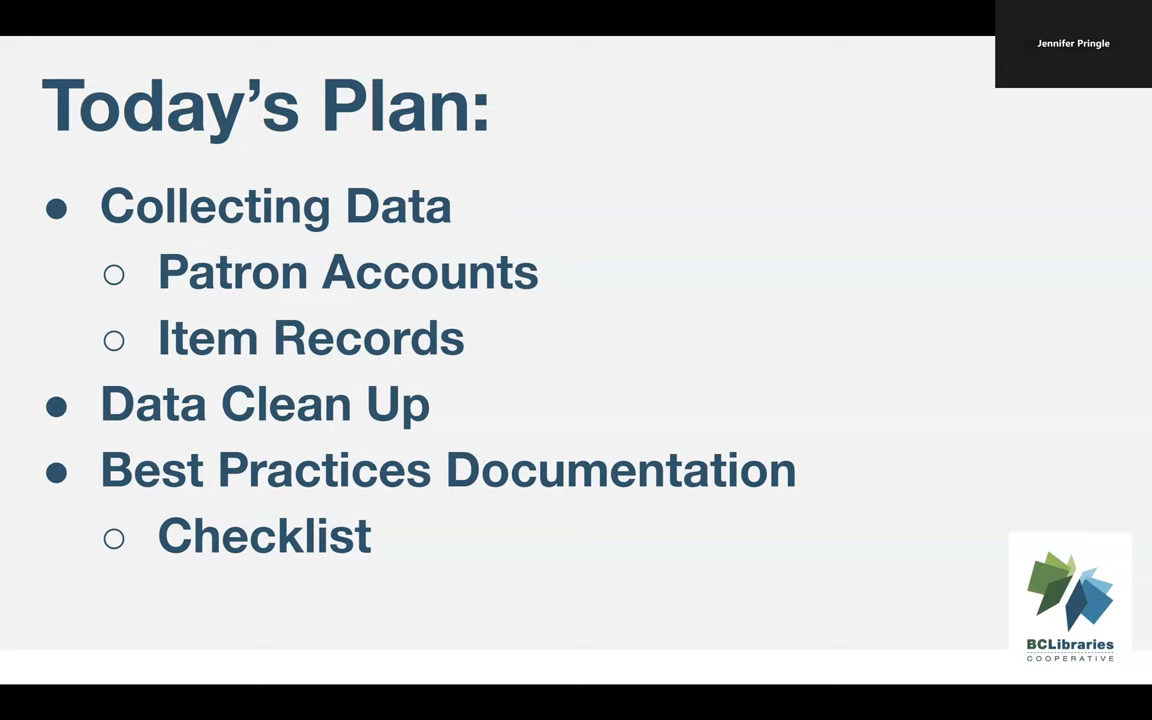 Jennifer Pringle
Today’s Plan:
● Collecting Data
○ Patron Accounts
○ Item Records
● Data Clean Up
● Best Practices Documentation
○ Checklist
BCLibraries
COOPERATIVE